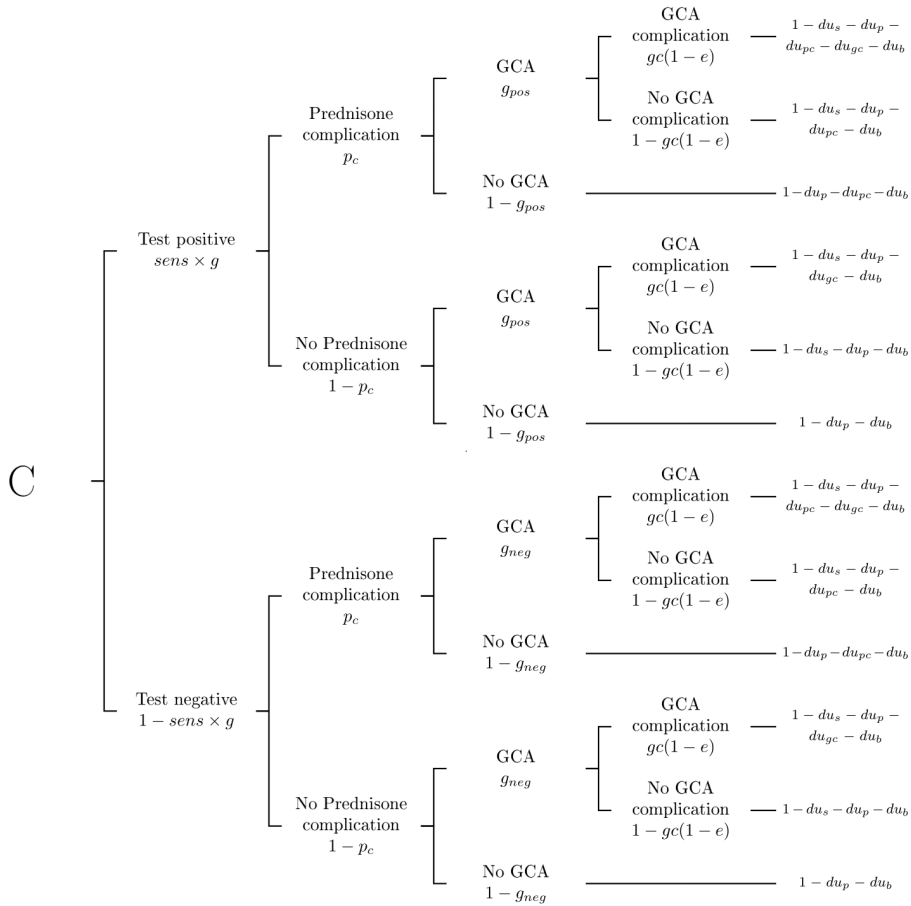 C
Test positive
sens × g
Prednisone
complication
p_c
GCA
g_pos
GCA
complication
gc(1 − e)
1 − du_s − du_p −
du_pc − du_gc − du_b
No GCA
complication
1 − gc(1 − e)
1 − du_s − du_p −
du_pc − du_b
No GCA
1 − g_pos
1 − du_p − du_pc − du_b
No Prednisone
complication
1 − p_c
GCA
g_pos
GCA
complication
gc(1 − e)
1 − du_s − du_p −
du_gc − du_b
No GCA
complication
1 − gc(1 − e)
1 − du_s − du_p − du_b
No GCA
1 − g_pos
1 − du_p − du_b
Test negative
1 − sens × g
Prednisone
complication
p_c
GCA
g_neg
GCA
complication
gc(1 − e)
1 − du_s − du_p −
du_pc − du_gc − du_b
No GCA
complication
1 − gc(1 − e)
1 − du_s − du_p −
du_pc − du_b
No GCA
1 − g_neg
1 − du_p − du_pc − du_b
No Prednisone
complication
1 − p_c
GCA
g_neg
GCA
complication
gc(1 − e)
1 − du_s − du_p −
du_gc − du_b
No GCA
complication
1 − gc(1 − e)
1 − du_s − du_p − du_b
No GCA
1 − g_neg
1 − du_p − du_b